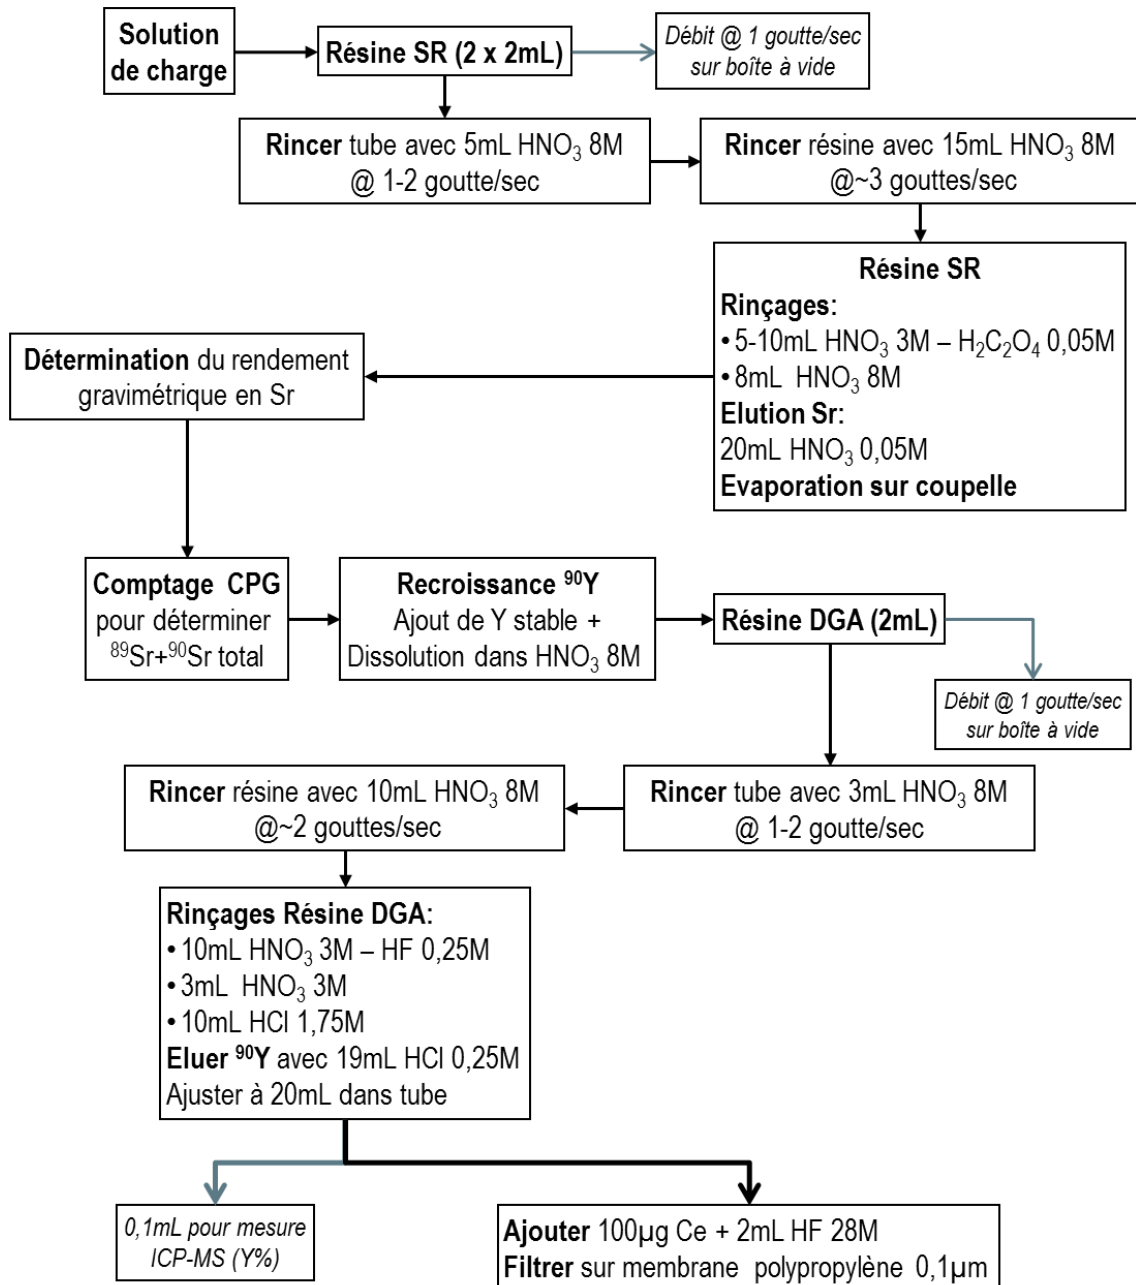 Solution
de charge
Résine SR (2 x 2mL)
Débit @ 1 goutte/sec
sur boîte à vide
Rincer tube avec 5mL HNO₃ 8M
@ 1-2 goutte/sec
Rincer résine avec 15mL HNO₃ 8M
@~3 gouttes/sec
Résine SR
Rinçages:
• 5-10mL HNO₃ 3M – H₂C₂O₄ 0,05M
• 8mL HNO₃ 8M
Elution Sr:
20mL HNO₃ 0,05M
Evaporation sur coupelle
Détermination du rendement
gravimétrique en Sr
Comptage CPG
pour déterminer
⁸⁹Sr+⁹⁰Sr total
Recroissance ⁹⁰Y
Ajout de Y stable +
Dissolution dans HNO₃ 8M
Résine DGA (2mL)
Débit @ 1 goutte/sec
sur boîte à vide
Rincer tube avec 3mL HNO₃ 8M
@ 1-2 goutte/sec
Rincer résine avec 10mL HNO₃ 8M
@~2 gouttes/sec
Rinçages Résine DGA:
• 10mL HNO₃ 3M – HF 0,25M
• 3mL HNO₃ 3M
• 10mL HCl 1,75M
Eluer ⁹⁰Y avec 19mL HCl 0,25M
Ajuster à 20mL dans tube
0,1mL pour mesure
ICP-MS (Y%)
Ajouter 100µg Ce + 2mL HF 28M
Filtrer sur membrane polypropylène 0,1µm